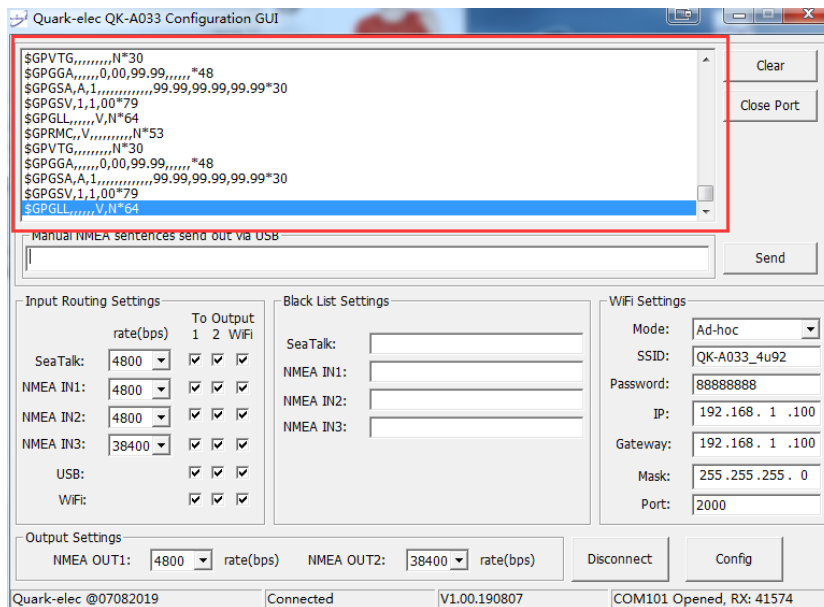 Quark-elec QK-A033 Configuration GUI
$GPVTG,,,,,,,,,N*30
$GPGGA,,,,,,0,00,99.99,,,,,,*48
$GPGSA,A,1,,,,,,,,,,,,,99.99,99.99,99.99*30
$GPGSV,1,1,00*79
$GPGLL,,,,,,V,N*64
$GPRMC,,V,,,,,,,,,,N*53
$GPVTG,,,,,,,,,N*30
$GPGGA,,,,,,0,00,99.99,,,,,,*48
$GPGSA,A,1,,,,,,,,,,,,,99.99,99.99,99.99*30
$GPGSV,1,1,00*79
$GPGLL,,,,,,V,N*64
Clear
Close Port
Manual NMEA sentences send out via USB
Send
Input Routing Settings
To Output
rate(bps) 1 2 WiFi
SeaTalk: 4800
NMEA IN1: 4800
NMEA IN2: 4800
NMEA IN3: 38400
USB:
WiFi:
Black List Settings
SeaTalk:
NMEA IN1:
NMEA IN2:
NMEA IN3:
WiFi Settings
Mode: Ad-hoc
SSID: QK-A033_4u92
Password: 88888888
IP: 192.168. 1 .100
Gateway: 192.168. 1 .100
Mask: 255.255.255. 0
Port: 2000
Output Settings
NMEA OUT1: 4800 rate(bps) NMEA OUT2: 38400 rate(bps)
Disconnect
Config
Quark-elec @07082019 Connected V1.00.190807 COM101 Opened, RX: 41574